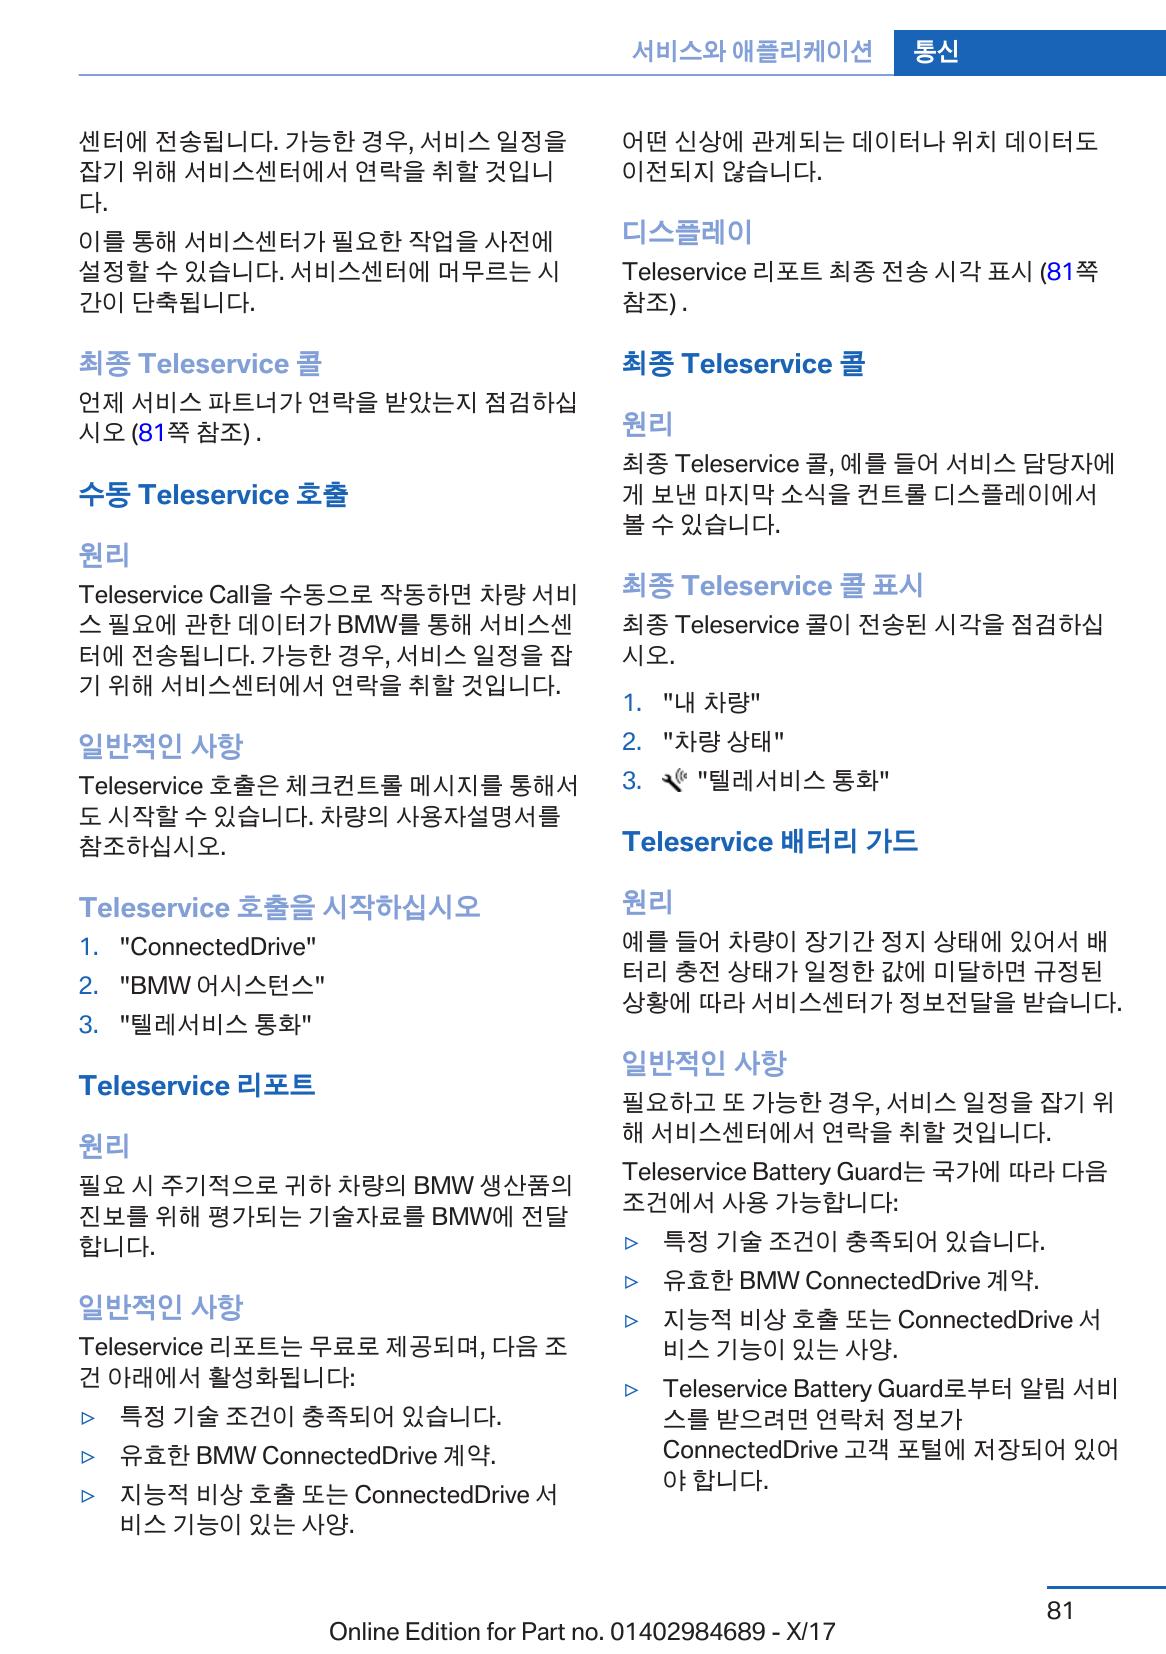 서비스와 애플리케이션 통신
센터에 전송됩니다. 가능한 경우, 서비스 일정을
잡기 위해 서비스센터에서 연락을 취할 것입니
다.
이를 통해 서비스센터가 필요한 작업을 사전에
설정할 수 있습니다. 서비스센터에 머무르는 시
간이 단축됩니다.
최종 Teleservice 콜
언제 서비스 파트너가 연락을 받았는지 점검하십
시오 (81쪽 참조) .
수동 Teleservice 호출
원리
Teleservice Call을 수동으로 작동하면 차량 서비
스 필요에 관한 데이터가 BMW를 통해 서비스센
터에 전송됩니다. 가능한 경우, 서비스 일정을 잡
기 위해 서비스센터에서 연락을 취할 것입니다.
일반적인 사항
Teleservice 호출은 체크컨트롤 메시지를 통해서
도 시작할 수 있습니다. 차량의 사용자설명서를
참조하십시오.
Teleservice 호출을 시작하십시오
1. "ConnectedDrive"
2. "BMW 어시스턴스"
3. "텔레서비스 통화"
Teleservice 리포트
원리
필요 시 주기적으로 귀하 차량의 BMW 생산품의
진보를 위해 평가되는 기술자료를 BMW에 전달
합니다.
일반적인 사항
Teleservice 리포트는 무료로 제공되며, 다음 조
건 아래에서 활성화됩니다:
▷ 특정 기술 조건이 충족되어 있습니다.
▷ 유효한 BMW ConnectedDrive 계약.
▷ 지능적 비상 호출 또는 ConnectedDrive 서
비스 기능이 있는 사양.
어떤 신상에 관계되는 데이터나 위치 데이터도
이전되지 않습니다.
디스플레이
Teleservice 리포트 최종 전송 시각 표시 (81쪽
참조) .
최종 Teleservice 콜
원리
최종 Teleservice 콜, 예를 들어 서비스 담당자에
게 보낸 마지막 소식을 컨트롤 디스플레이에서
볼 수 있습니다.
최종 Teleservice 콜 표시
최종 Teleservice 콜이 전송된 시각을 점검하십
시오.
1. "내 차량"
2. "차량 상태"
3. "텔레서비스 통화"
Teleservice 배터리 가드
원리
예를 들어 차량이 장기간 정지 상태에 있어서 배
터리 충전 상태가 일정한 값에 미달하면 규정된
상황에 따라 서비스센터가 정보전달을 받습니다.
일반적인 사항
필요하고 또 가능한 경우, 서비스 일정을 잡기 위
해 서비스센터에서 연락을 취할 것입니다.
Teleservice Battery Guard는 국가에 따라 다음
조건에서 사용 가능합니다:
▷ 특정 기술 조건이 충족되어 있습니다.
▷ 유효한 BMW ConnectedDrive 계약.
▷ 지능적 비상 호출 또는 ConnectedDrive 서
비스 기능이 있는 사양.
▷ Teleservice Battery Guard로부터 알림 서비
스를 받으려면 연락처 정보가
ConnectedDrive 고객 포털에 저장되어 있어
야 합니다.
81
Online Edition for Part no. 01402984689 - X/17